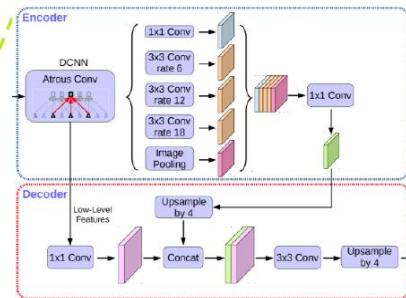 Encoder
DCNN
Atrous Conv
1x1 Conv
3x3 Conv
rate 6
3x3 Conv
rate 12
3x3 Conv
rate 18
Image
Pooling
1x1 Conv
Decoder
Low-Level
Features
Upsample
by 4
1x1 Conv
Concat
3x3 Conv
Upsample
by 4